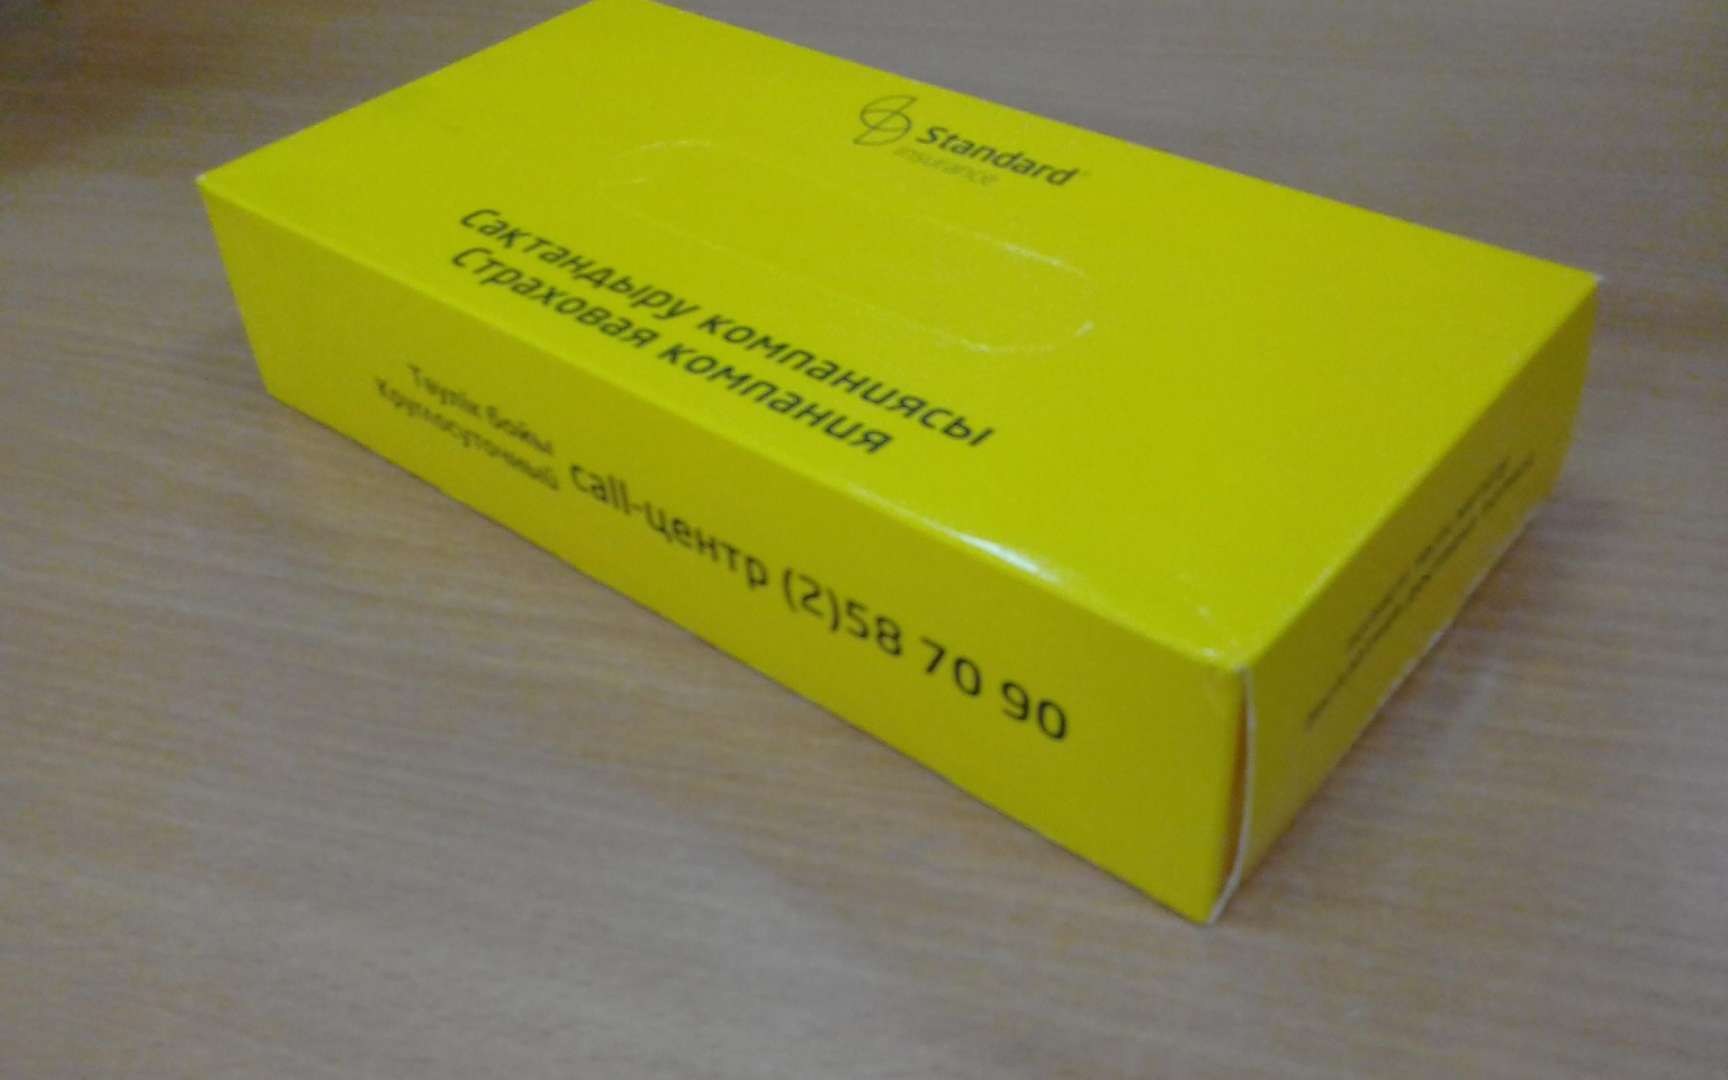 Standard
insurance
Сақтандыру компаниясы
Страховая компания
Тәулік бойы
Круглосуточный
call-центр (2)58 70 90